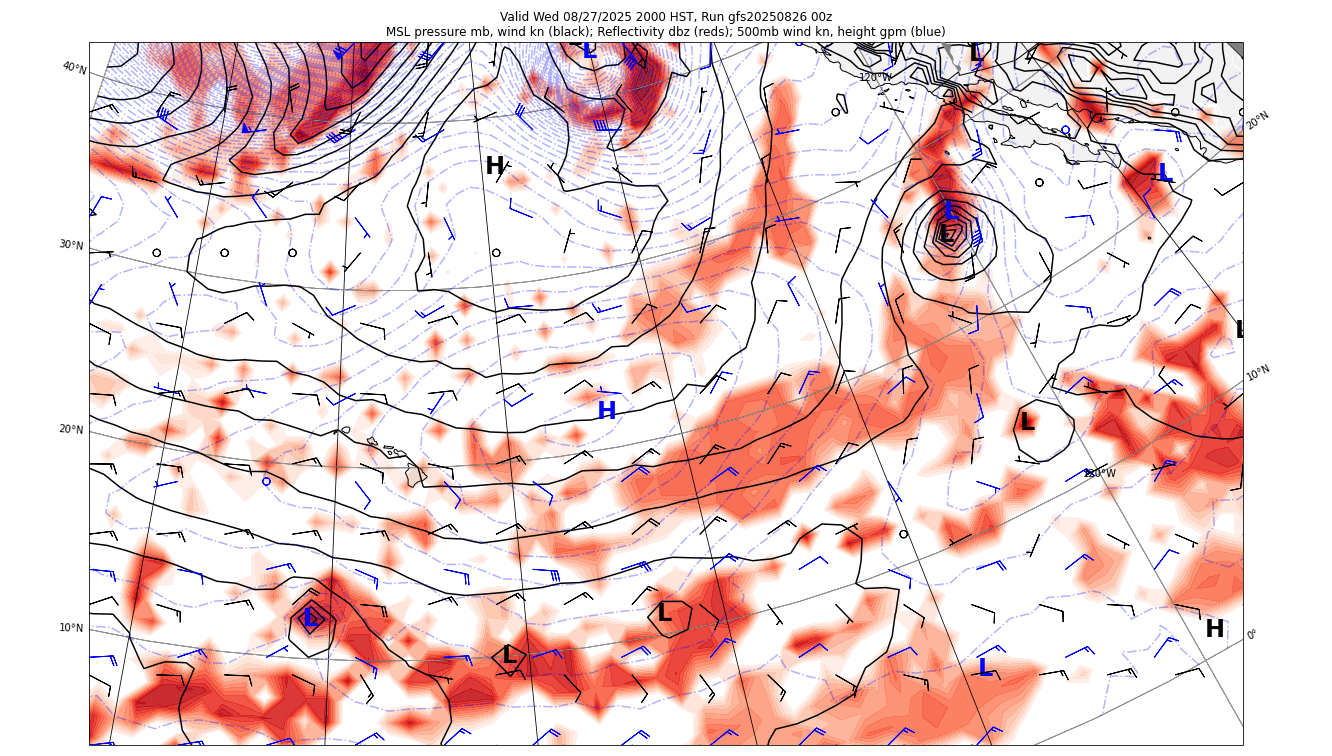 Valid Wed 08/27/2025 2000 HST, Run gfs20250826 00z
MSL pressure mb, wind kn (black); Reflectivity dbz (reds); 500mb wind kn, height gpm (blue)
L
L
40°N
120°W
0°
20°N
H
L
L
L
30°N
L
10°N
H
L
20°N
L
10°N
L
L
H
0°
L
L